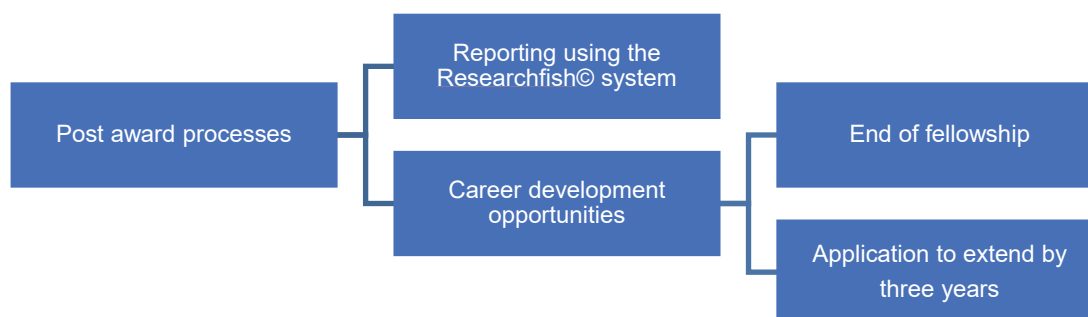 Post award processes
Reporting using the
Researchfish© system
Career development
opportunities
End of fellowship
Application to extend by
three years